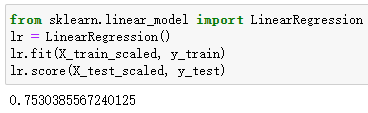 from sklearn.linear_model import LinearRegression
lr = LinearRegression()
lr.fit(X_train_scaled, y_train)
lr.score(X_test_scaled, y_test)
0.7530385567240125